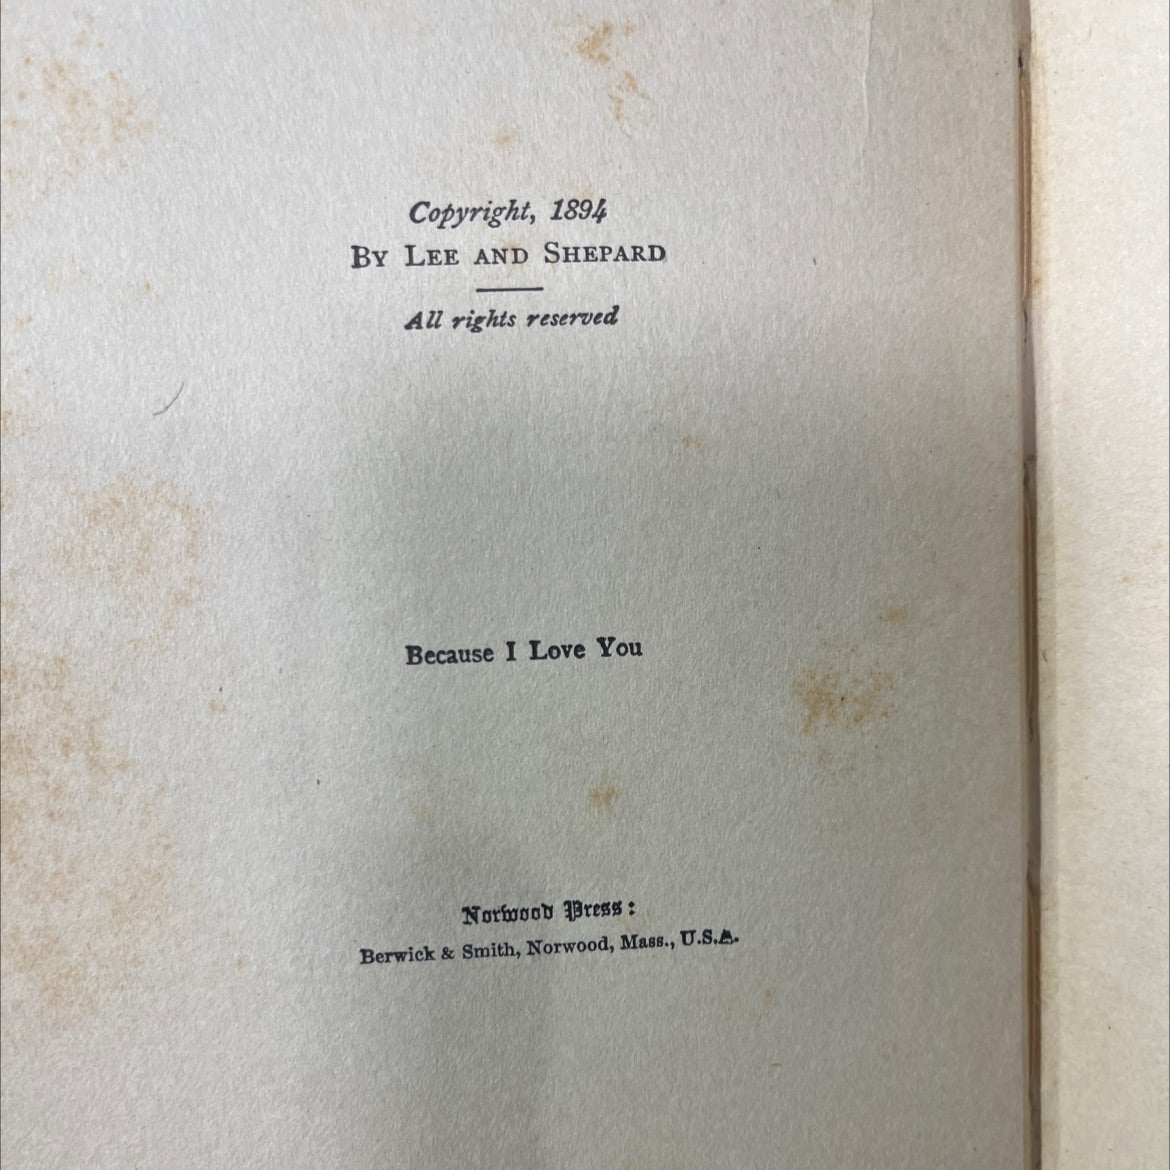 Copyright, 1894
By Lee and Shepard
All rights reserved
Because I Love You
Norwood Press:
Berwick & Smith, Norwood, Mass., U.S.A.